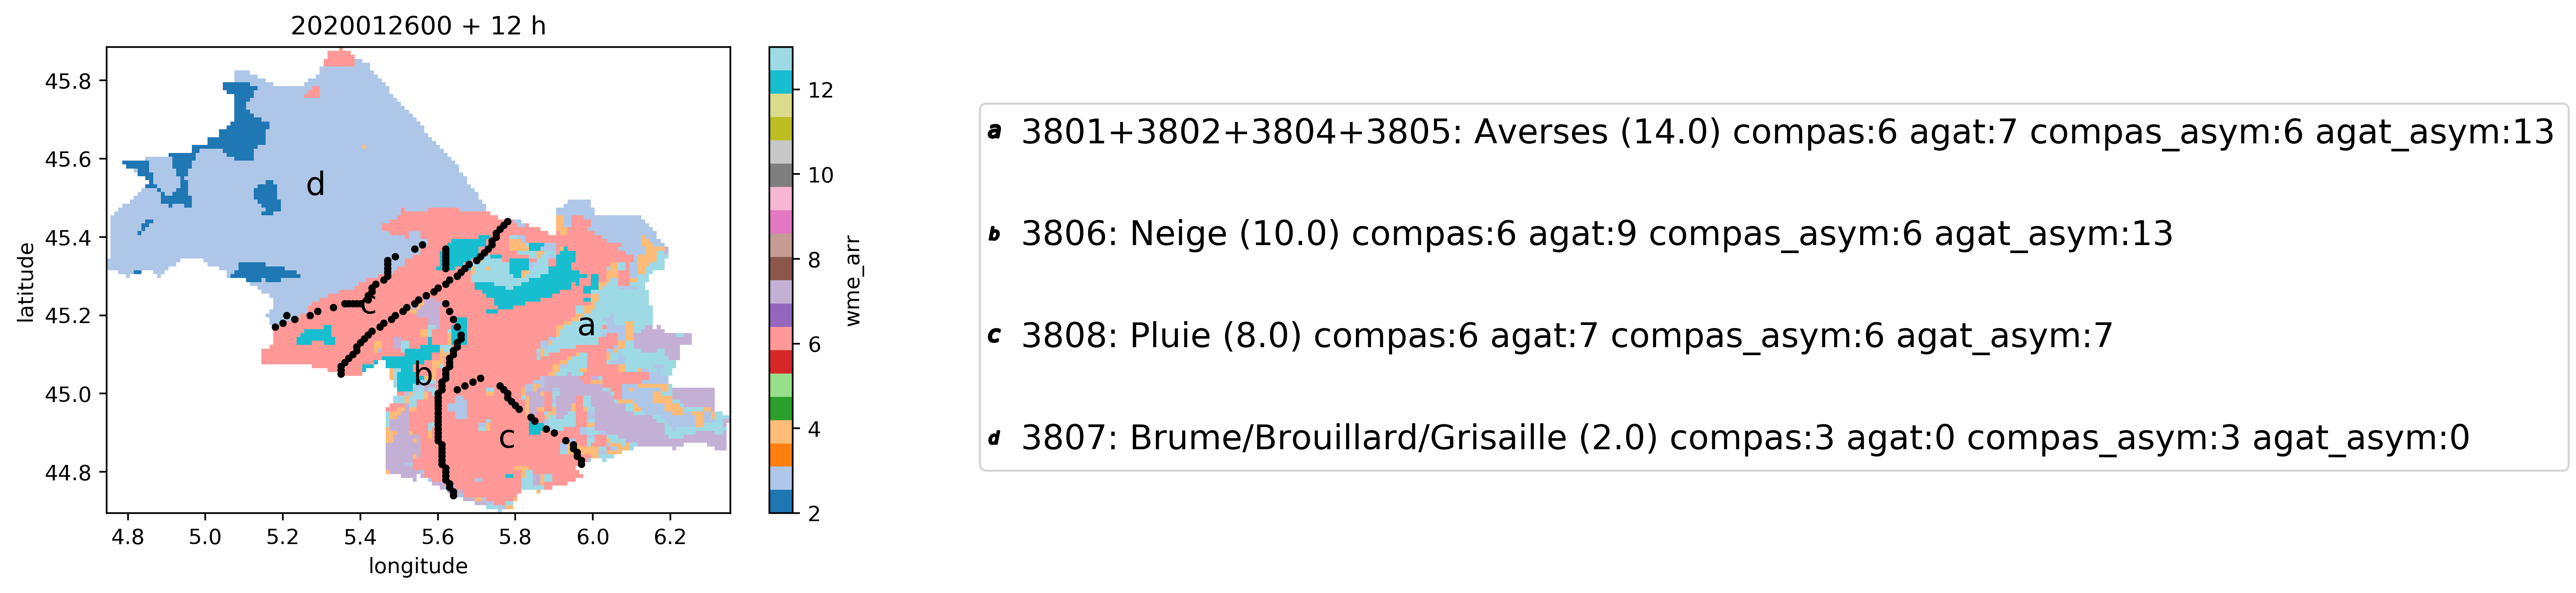 2020012600 + 12 h
45.8
45.6
45.4
45.2
45.0
44.8
latitude
d
c
a
b
c
4.8 5.0 5.2 5.4 5.6 5.8 6.0 6.2
longitude
12
10
8
6
4
2
wme_arr
a 3801+3802+3804+3805: Averses (14.0) compas:6 agat:7 compas_asym:6 agat_asym:13
b 3806: Neige (10.0) compas:6 agat:9 compas_asym:6 agat_asym:13
c 3808: Pluie (8.0) compas:6 agat:7 compas_asym:6 agat_asym:7
d 3807: Brume/Brouillard/Grisaille (2.0) compas:3 agat:0 compas_asym:3 agat_asym:0